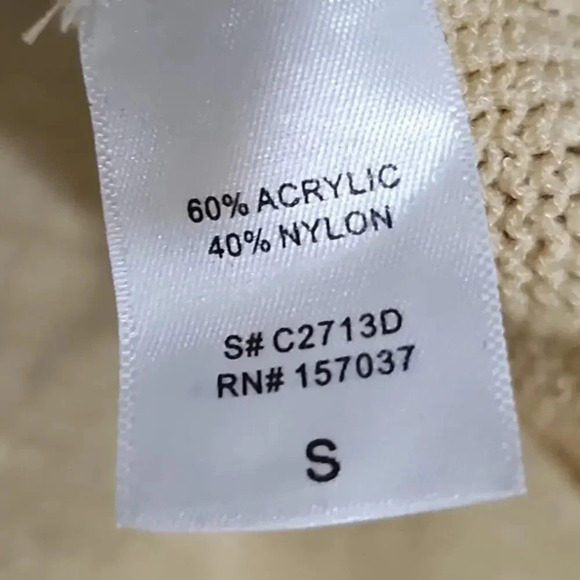 60% ACRYLIC
40% NYLON
S# C2713D
RN# 157037
S